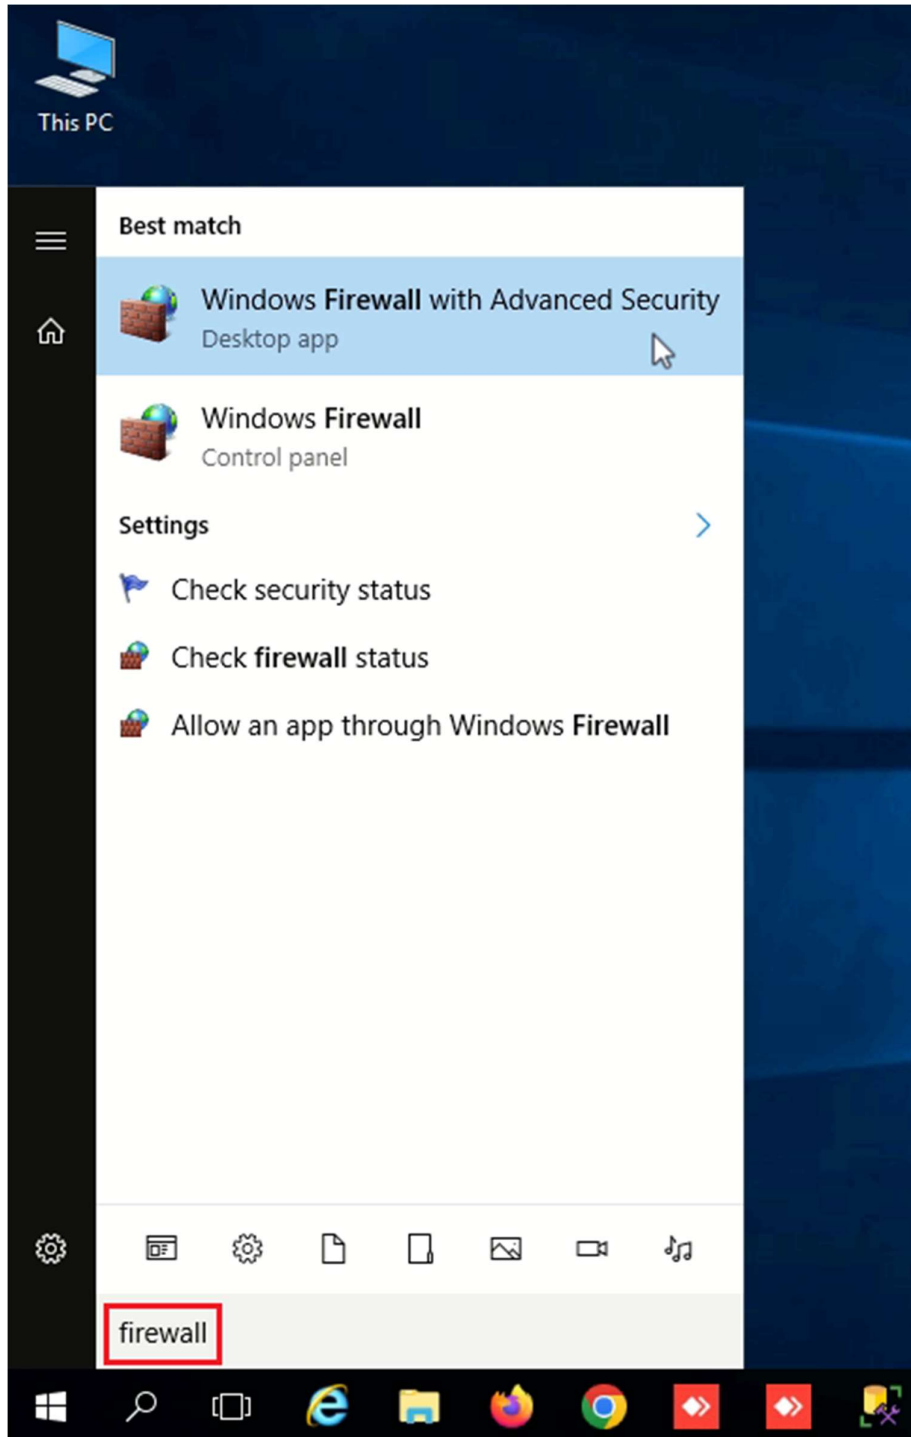 This PC
Best match
Windows Firewall with Advanced Security
Desktop app
Windows Firewall
Control panel
Settings
Check security status
Check firewall status
Allow an app through Windows Firewall
firewall